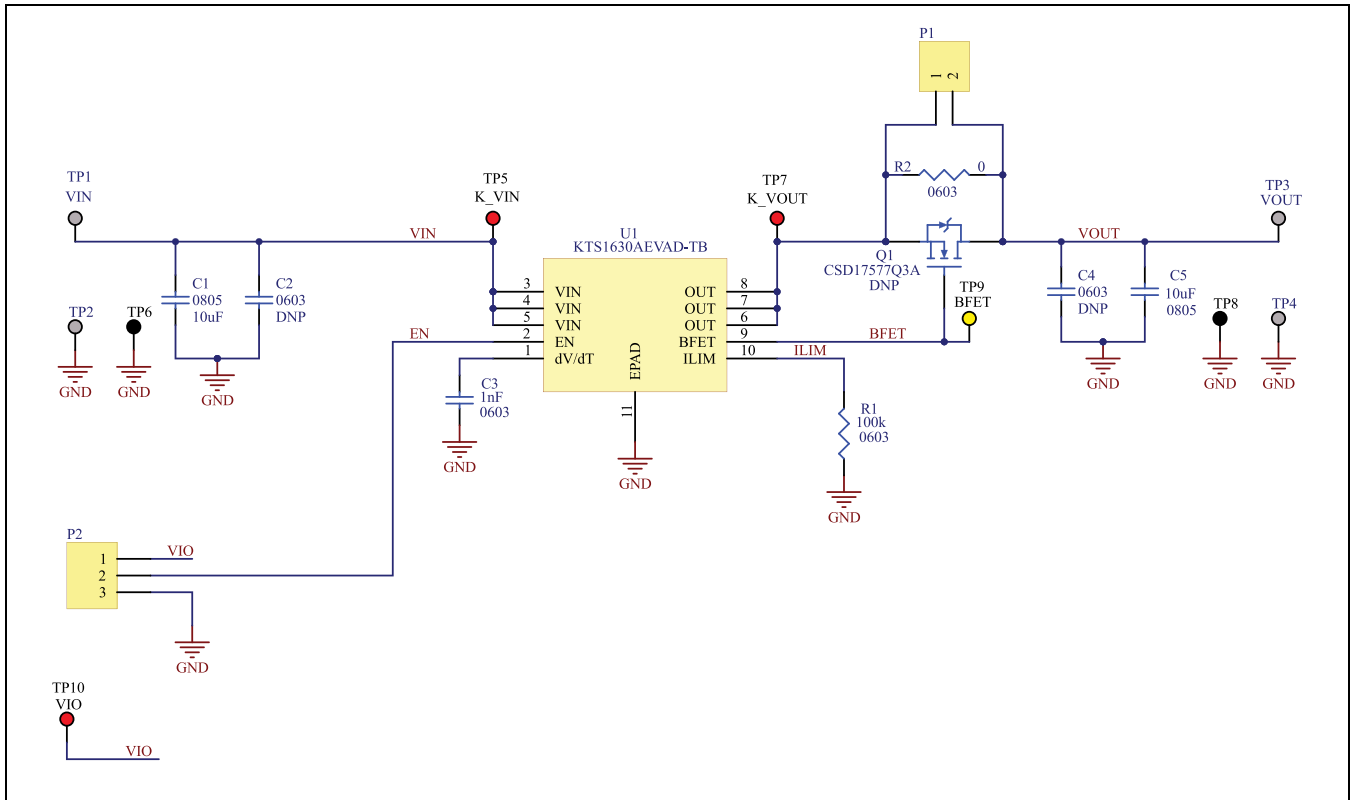 P1
1 2
R2 0
0603
TP1
VIN
TP5
K_VIN
TP7
K_VOUT
TP3
VOUT
VIN
U1
KTS1630AEVAD-TB
Q1
CSD17577Q3A
DNP
VOUT
C1
0805
10uF
C2
0603
DNP
3 VIN
4 VIN
5 VIN
2 EN
1 dV/dT
OUT 8
OUT 7
OUT 6
BFET 9
ILIM 10
EPAD
11
TP9
BFET
C4
0603
DNP
C5
10uF
0805
TP2
GND
TP6
GND
GND
EN
BFET
ILIM
TP8
GND
TP4
GND
GND
C3
1nF
0603
GND
GND
R1
100k
0603
GND
P2
1 VIO
2
3
GND
TP10
VIO
VIO